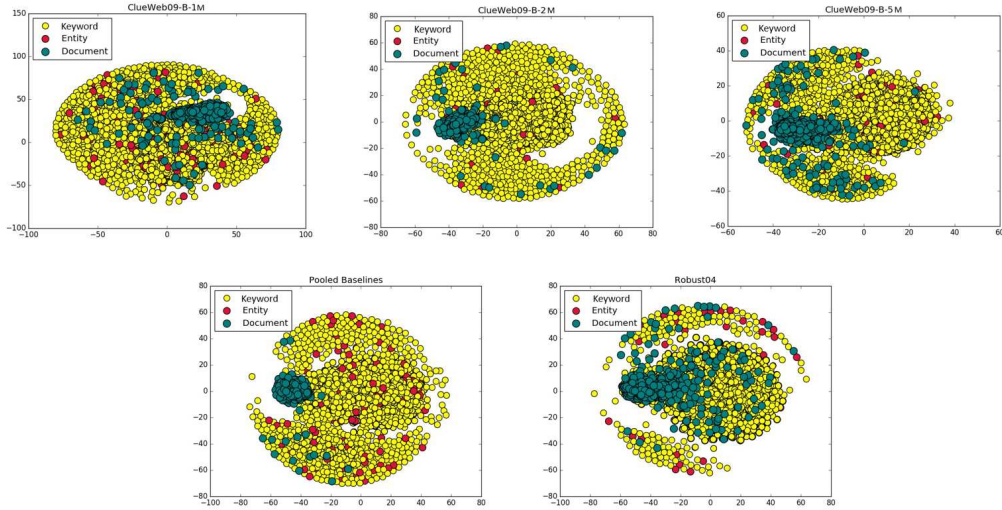 ClueWeb09-B-1M
Keyword
Entity
Document
150
100
50
0
−50
−100
−100 −50 0 50 100
ClueWeb09-B-2M
Keyword
Entity
Document
80
60
40
20
0
−20
−40
−60
−80
−80 −60 −40 −20 0 20 40 60 80
ClueWeb09-B-5M
Keyword
Entity
Document
60
40
20
0
−20
−40
−60
−60 −40 −20 0 20 40 60
Pooled Baselines
Keyword
Entity
Document
80
60
40
20
0
−20
−40
−60
−80
−100 −80 −60 −40 −20 0 20 40 60 80
Robust04
Keyword
Entity
Document
80
60
40
20
0
−20
−40
−60
−80
−100 −80 −60 −40 −20 0 20 40 60 80